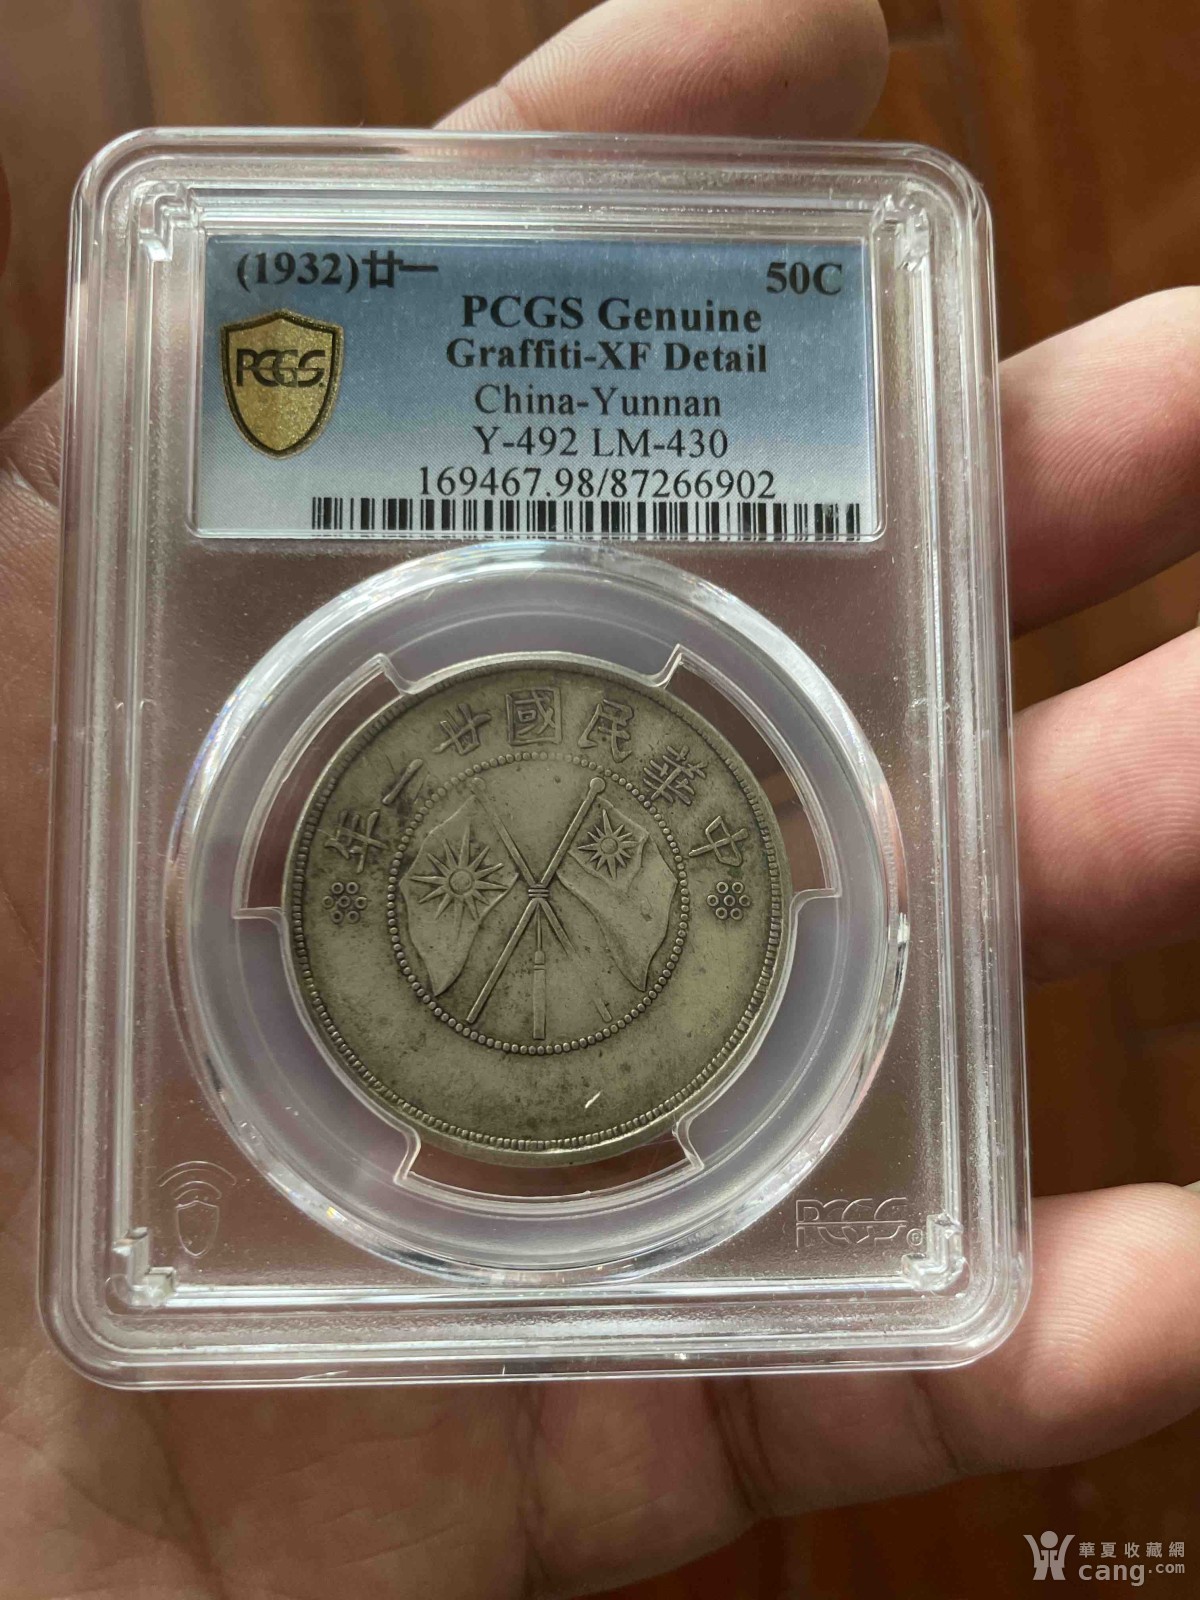 (1932)廿一 50C
PCGS Genuine
Graffiti-XF Detail
China-Yunnan
Y-492 LM-430
169467.98/87266902
PCGS
中華民國廿一年
PCGS
華夏收藏網
cang.com